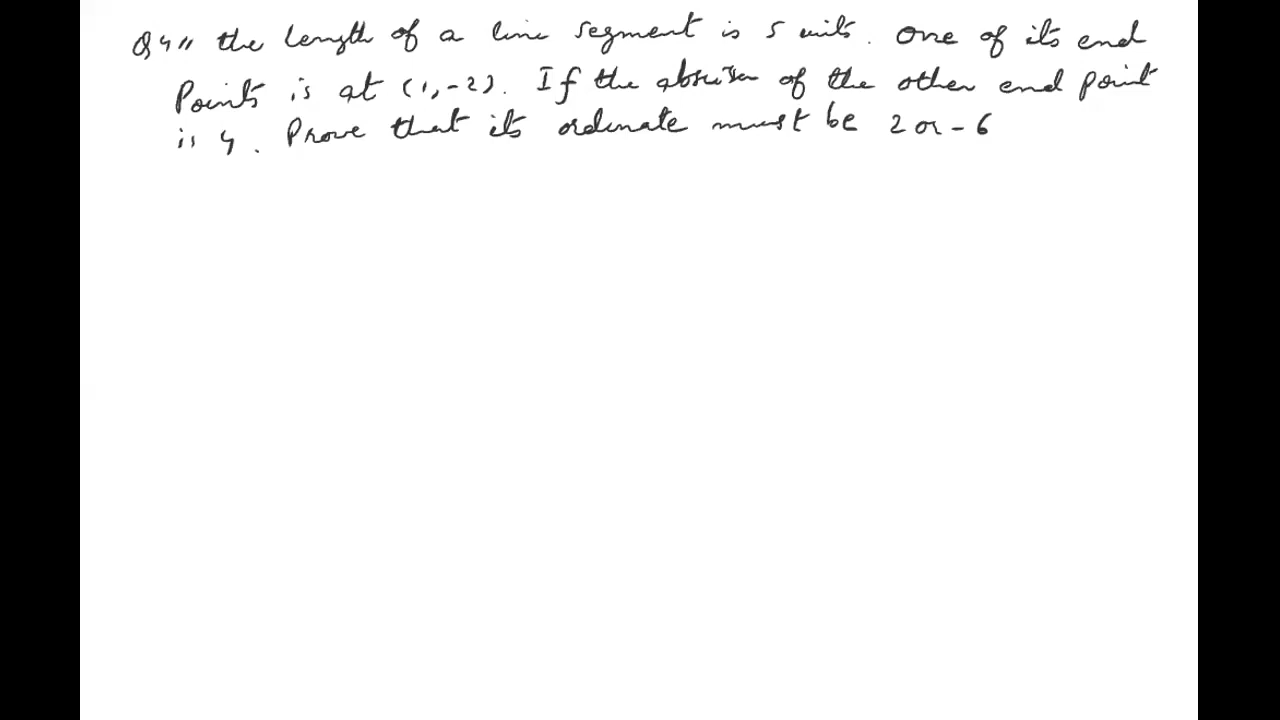 Q4" the length of a line segment is 5 units. One of its end
Points is at (1,-2). If the abscissa of the other end point
is 4. Prove that its ordinate must be 2 or -6